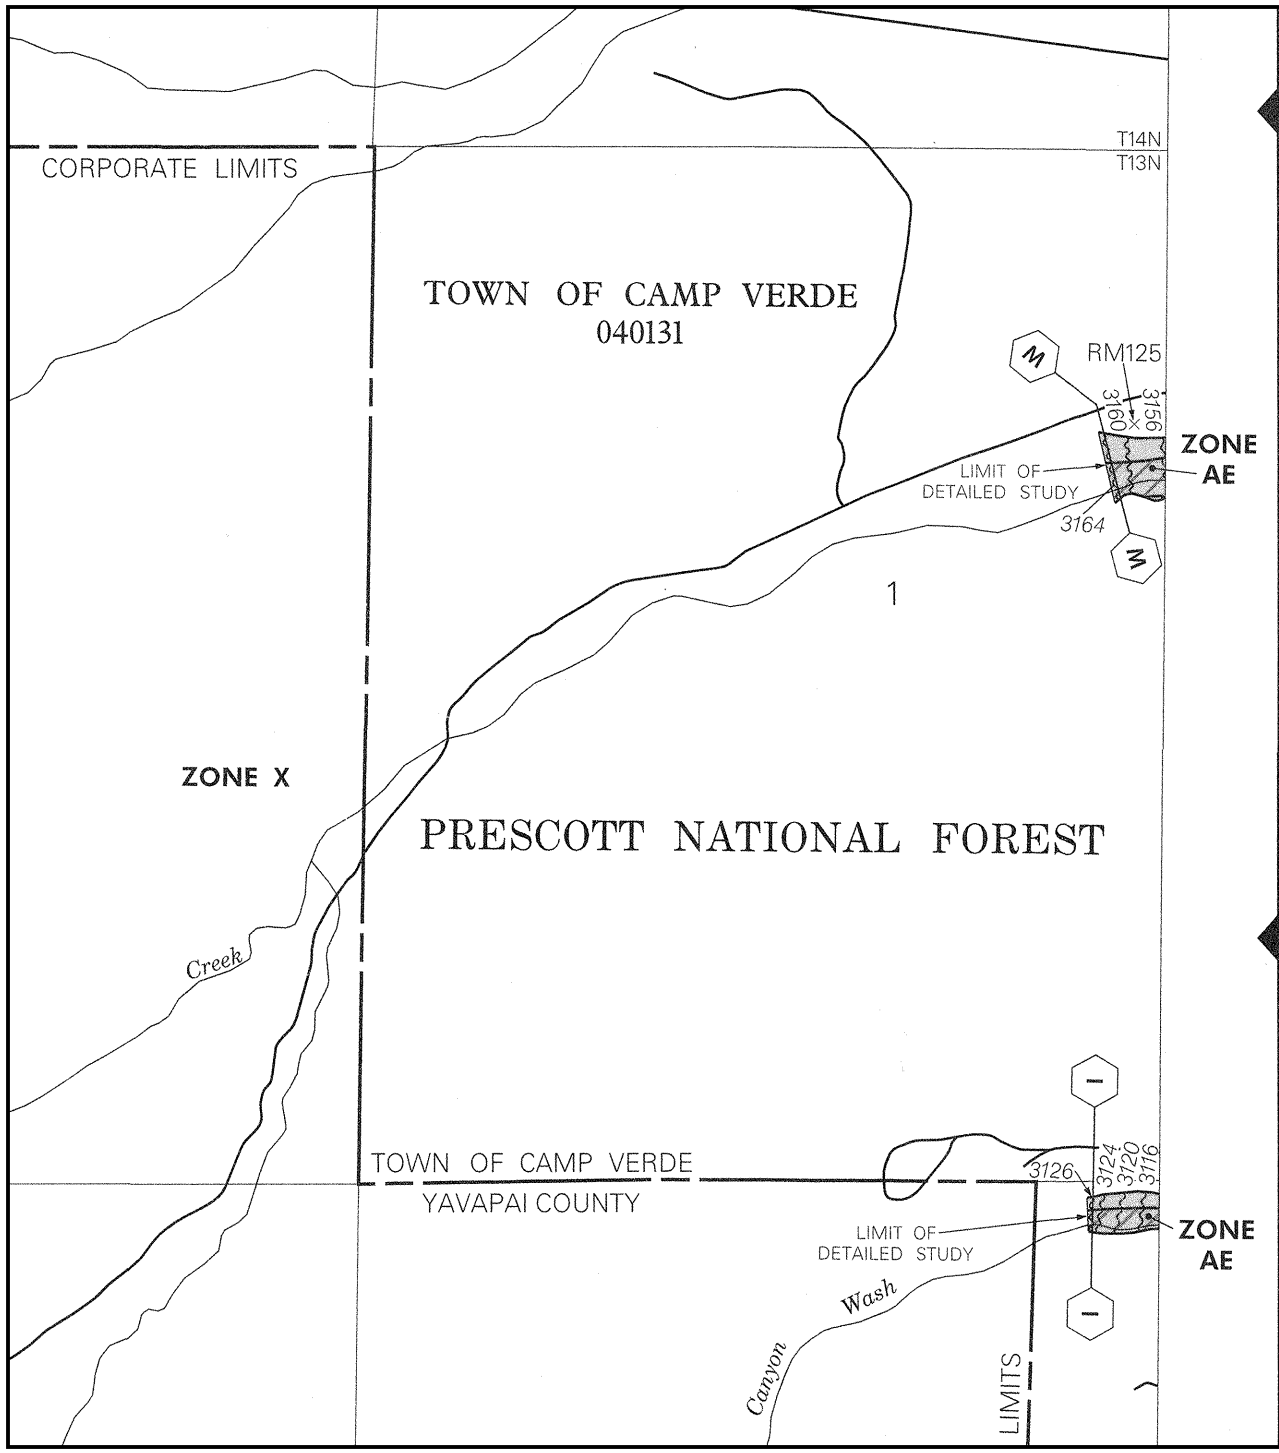 T14N
T13N
CORPORATE LIMITS
TOWN OF CAMP VERDE
040131
M
RM125
3160
3156
ZONE
AE
LIMIT OF
DETAILED STUDY
3164
M
1
ZONE X
PRESCOTT NATIONAL FOREST
Creek
I
TOWN OF CAMP VERDE
YAVAPAI COUNTY
3126
3124
3120
3116
LIMIT OF
DETAILED STUDY
ZONE
AE
Canyon Wash
I
LIMITS